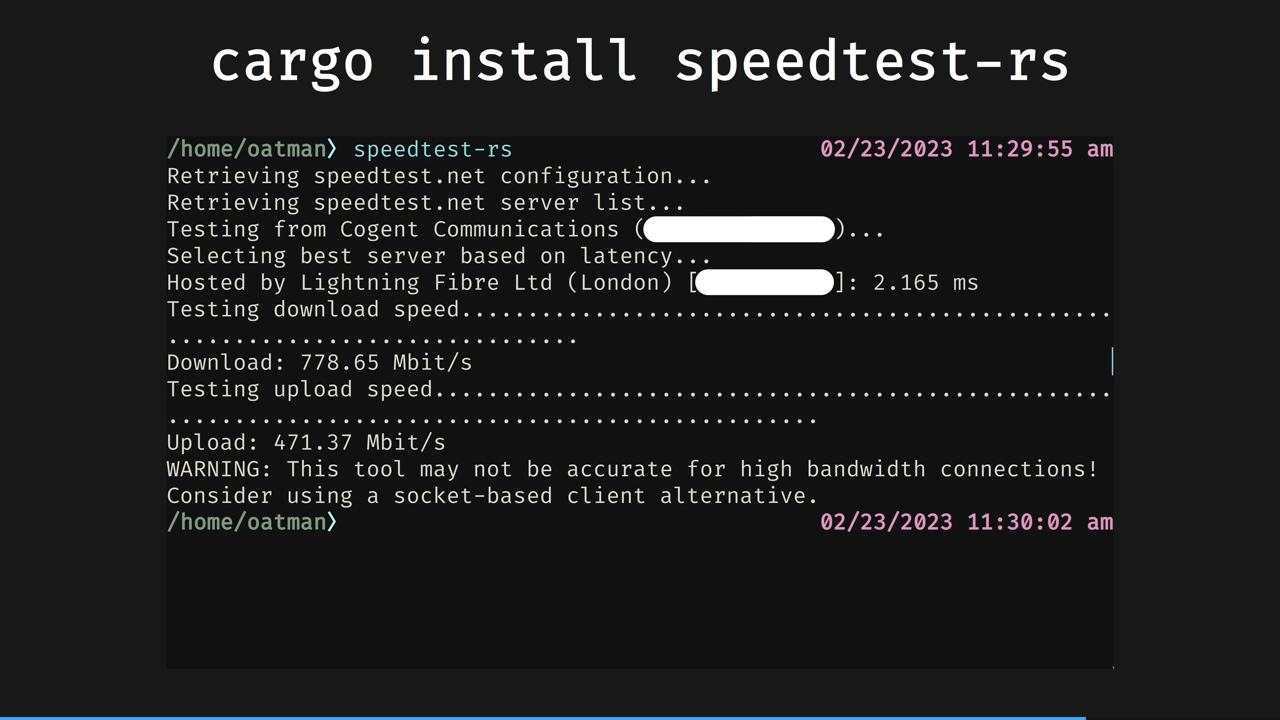 cargo install speedtest-rs
/home/oatman> speedtest-rs 02/23/2023 11:29:55 am
Retrieving speedtest.net configuration...
Retrieving speedtest.net server list...
Testing from Cogent Communications ( )...
Selecting best server based on latency...
Hosted by Lightning Fibre Ltd (London) [ ]: 2.165 ms
Testing download speed.................................................
...............................
Download: 778.65 Mbit/s
Testing upload speed...................................................
.................................................
Upload: 471.37 Mbit/s
WARNING: This tool may not be accurate for high bandwidth connections!
Consider using a socket-based client alternative.
/home/oatman> 02/23/2023 11:30:02 am